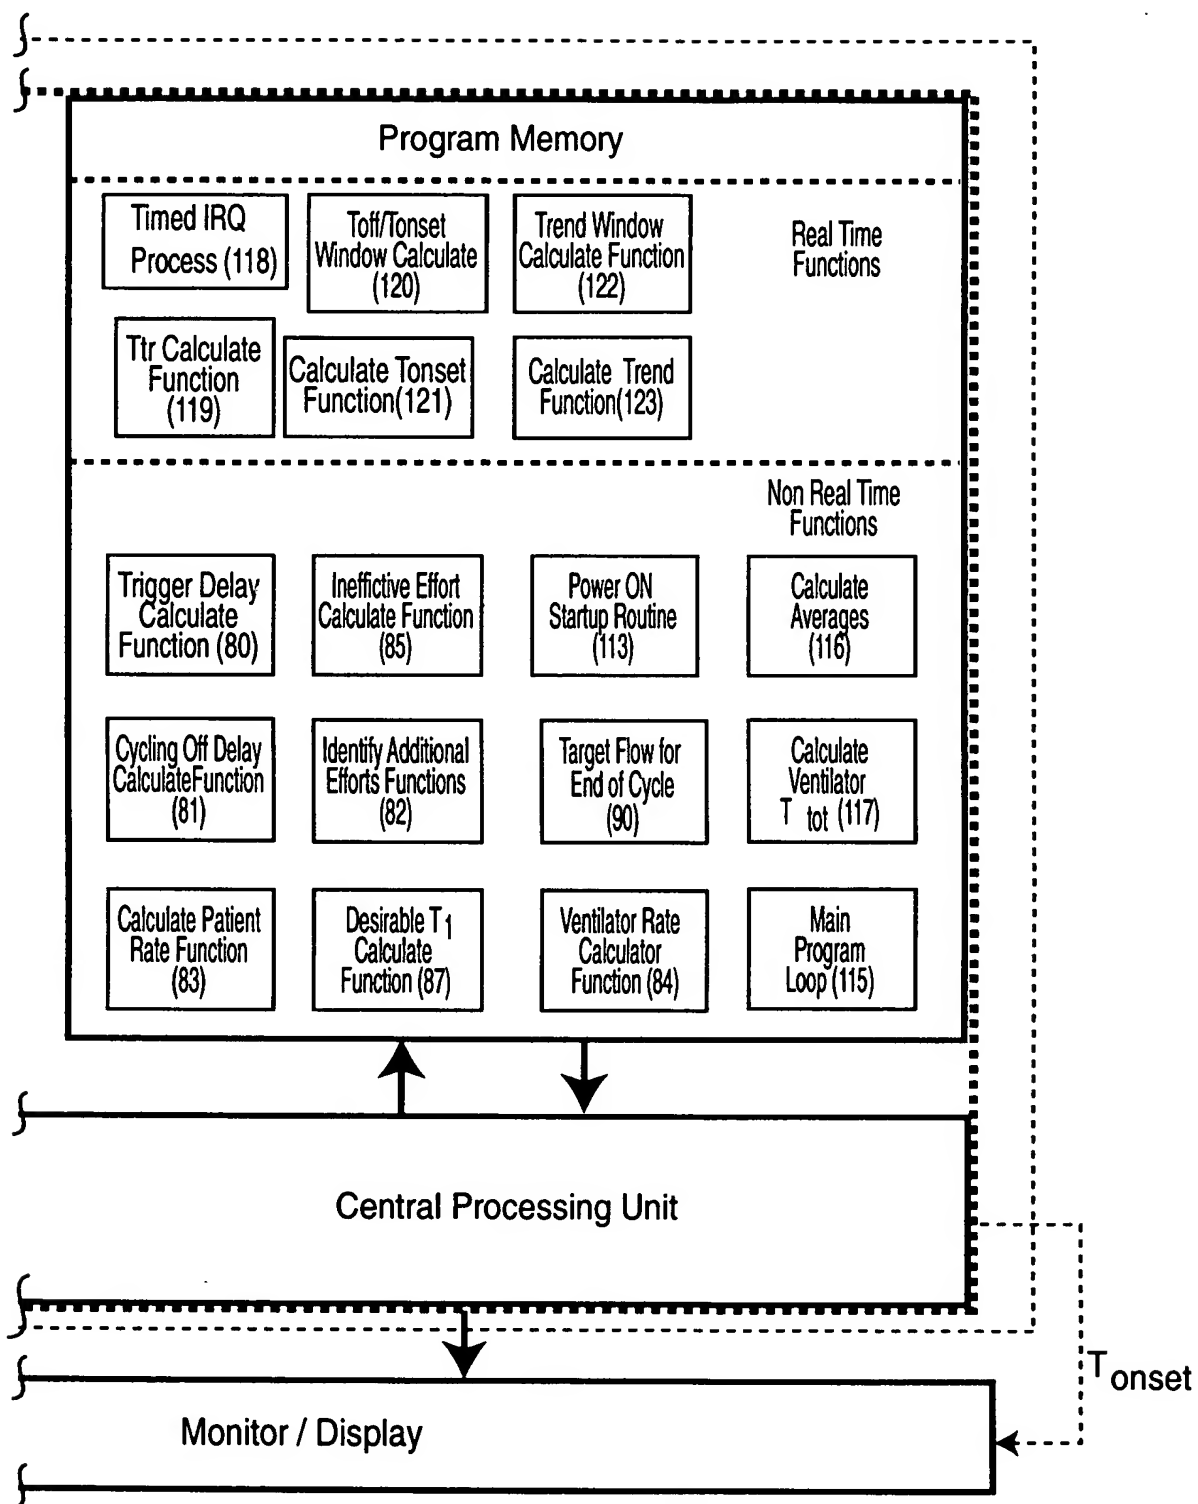 Program Memory
Timed IRQ
Process (118)
Toff/Tonset
Window Calculate
(120)
Trend Window
Calculate Function
(122)
Real Time
Functions
Ttr Calculate
Function
(119)
Calculate Tonset
Function(121)
Calculate Trend
Function(123)
Non Real Time
Functions
Trigger Delay
Calculate
Function (80)
Ineffictive Effort
Calculate Function
(85)
Power ON
Startup Routine
(113)
Calculate
Averages
(116)
Cycling Off Delay
CalculateFunction
(81)
Identify Additional
Efforts Functions
(82)
Target Flow for
End of Cycle
(90)
Calculate
Ventilator
T tot (117)
Calculate Patient
Rate Function
(83)
Desirable T1
Calculate
Function (87)
Ventilator Rate
Calculator
Function (84)
Main
Program
Loop (115)
Central Processing Unit
Tonset
Monitor / Display